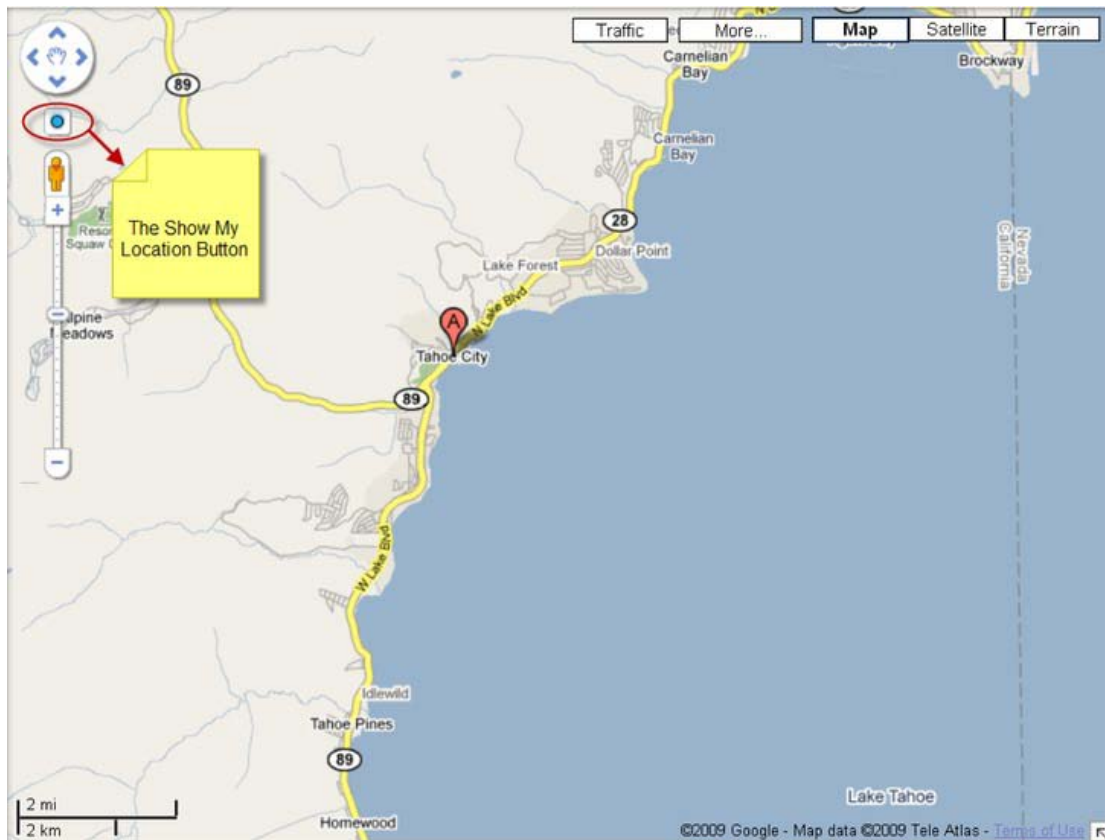 Traffic
More...
Map
Satellite
Terrain
Carnelian
Bay
Brockway
89
Carnelian
Bay
The Show My
Location Button
28
Nevada
California
Resor
Squaw
Dollar Point
Lake Forest
N Lake Blvd
A
Alpine
Meadows
Tahoe City
89
W Lake Blvd
Idlewild
Tahoe Pines
89
2 mi
2 km
Homewood
Lake Tahoe
©2009 Google - Map data ©2009 Tele Atlas - Terms of Use